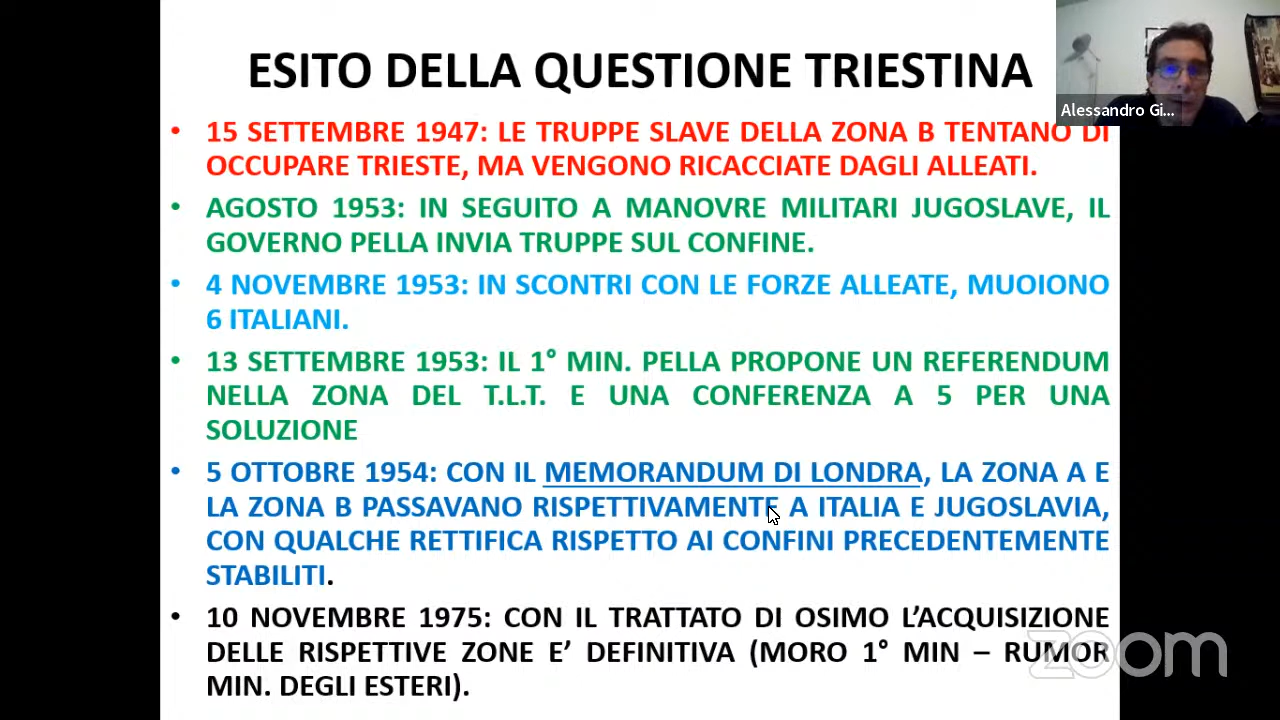 ESITO DELLA QUESTIONE TRIESTINA
Alessandro Gi...
• 15 SETTEMBRE 1947: LE TRUPPE SLAVE DELLA ZONA B TENTANO DI
OCCUPARE TRIESTE, MA VENGONO RICACCIATE DAGLI ALLEATI.
• AGOSTO 1953: IN SEGUITO A MANOVRE MILITARI JUGOSLAVE, IL
GOVERNO PELLA INVIA TRUPPE SUL CONFINE.
• 4 NOVEMBRE 1953: IN SCONTRI CON LE FORZE ALLEATE, MUOIONO
6 ITALIANI.
• 13 SETTEMBRE 1953: IL 1° MIN. PELLA PROPONE UN REFERENDUM
NELLA ZONA DEL T.L.T. E UNA CONFERENZA A 5 PER UNA
SOLUZIONE
• 5 OTTOBRE 1954: CON IL MEMORANDUM DI LONDRA, LA ZONA A E
LA ZONA B PASSAVANO RISPETTIVAMENTE A ITALIA E JUGOSLAVIA,
CON QUALCHE RETTIFICA RISPETTO AI CONFINI PRECEDENTEMENTE
STABILITI.
• 10 NOVEMBRE 1975: CON IL TRATTATO DI OSIMO L'ACQUISIZIONE
DELLE RISPETTIVE ZONE E' DEFINITIVA (MORO 1° MIN – RUMOR
MIN. DEGLI ESTERI).
zoom